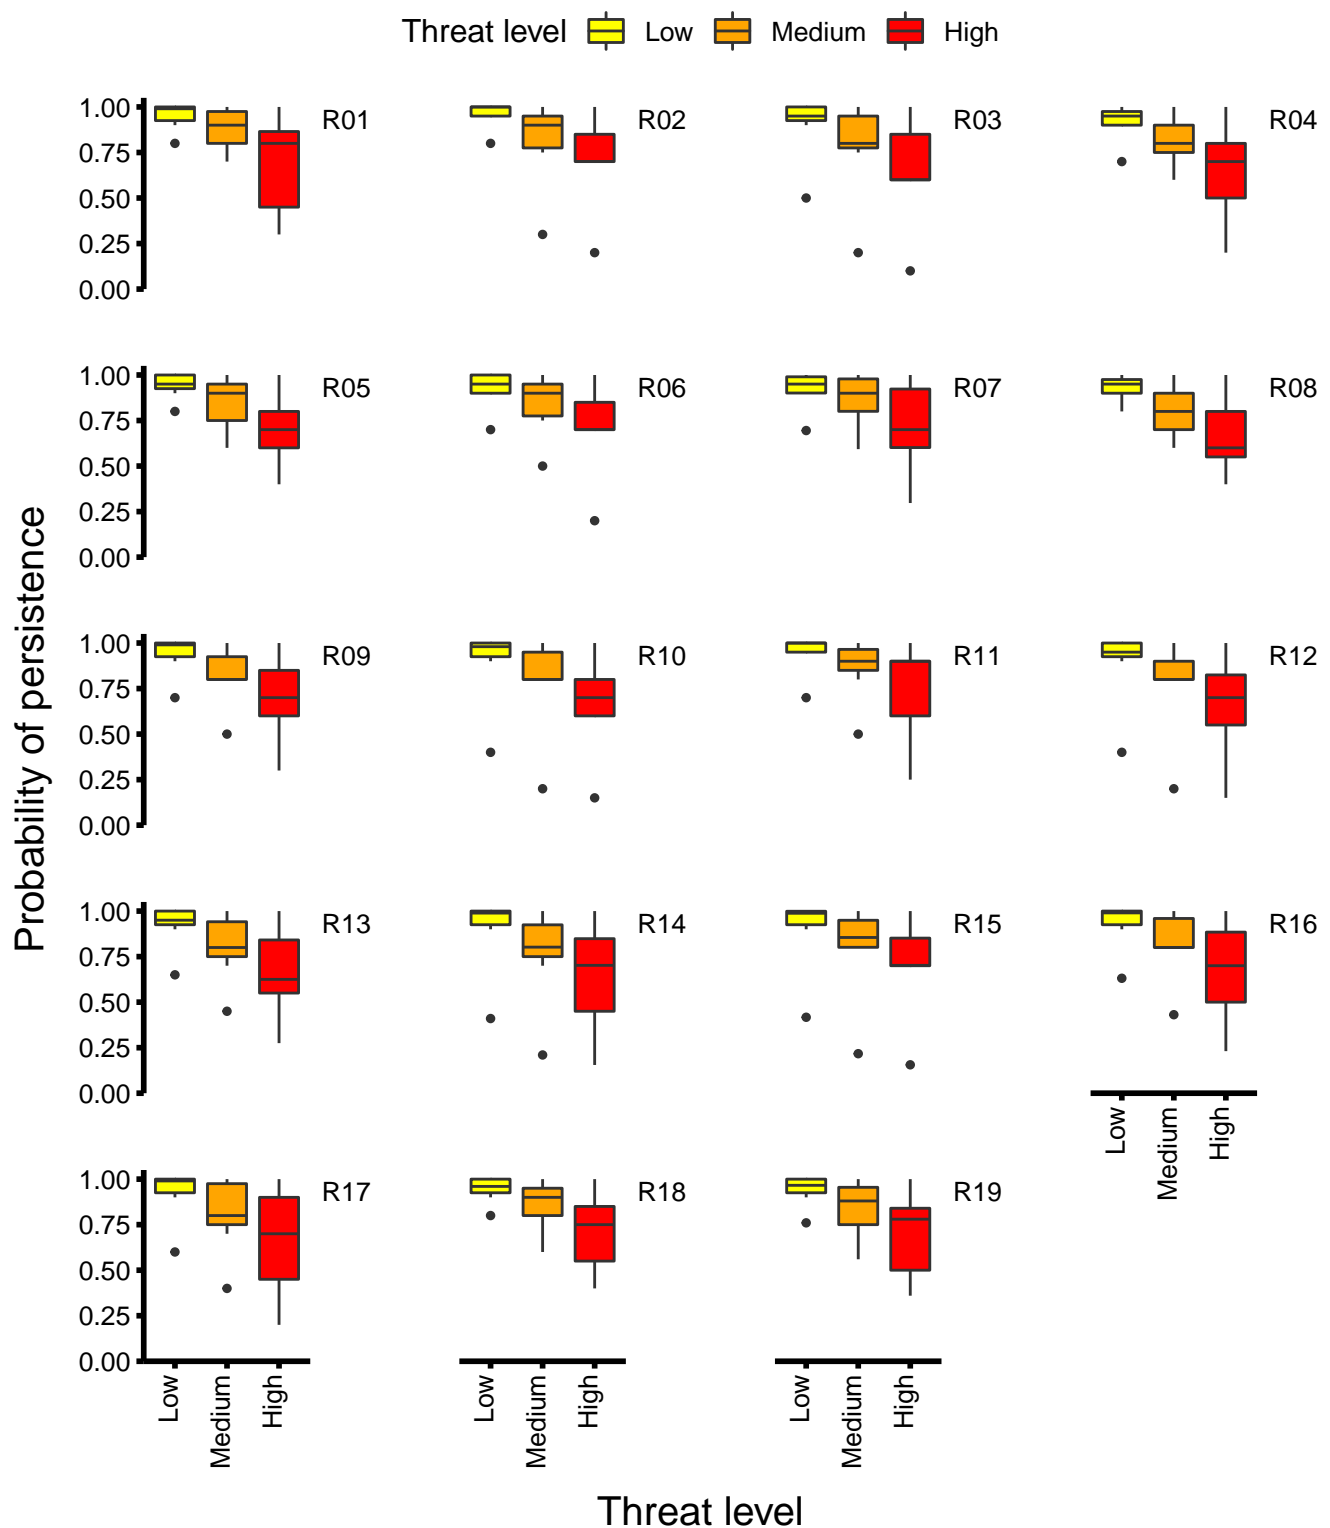 Threat level Low Medium High
1.00
0.75
0.50
0.25
0.00
R01
R02
R03
R04
1.00
0.75
0.50
0.25
0.00
R05
R06
R07
R08
Probability of persistence
1.00
0.75
0.50
0.25
0.00
R09
R10
R11
R12
1.00
0.75
0.50
0.25
0.00
R13
R14
R15
R16
Low
Medium
High
1.00
0.75
0.50
0.25
0.00
R17
R18
R19
Low
Medium
High
Low
Medium
High
Low
Medium
High
Threat level